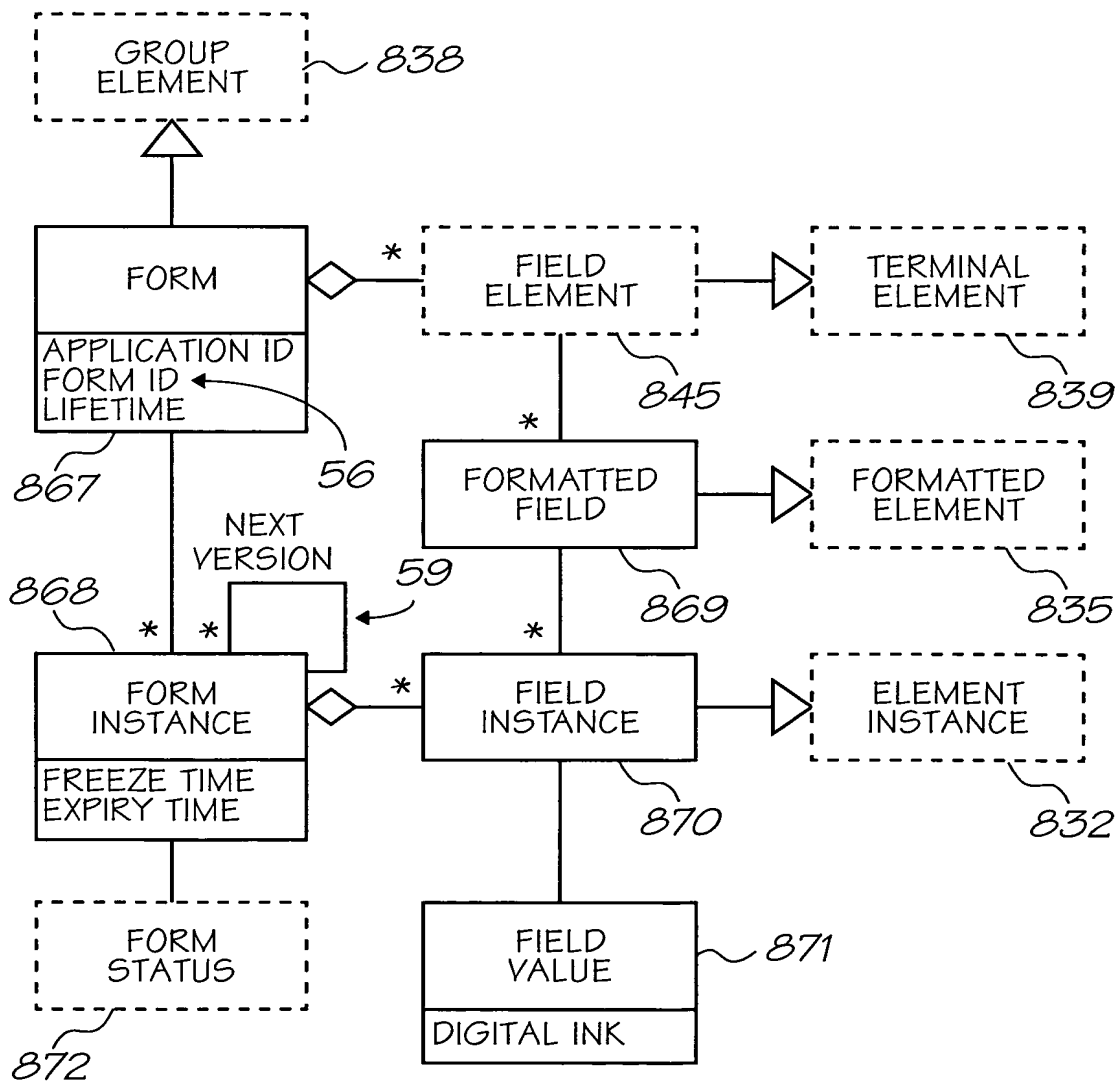 GROUP
ELEMENT
838
FORM
*
FIELD
ELEMENT
TERMINAL
ELEMENT
APPLICATION ID
FORM ID
LIFETIME
845
839
867
56
*
FORMATTED
FIELD
FORMATTED
ELEMENT
NEXT
VERSION
59
869
835
868
*
*
*
FORM
INSTANCE
*
FIELD
INSTANCE
ELEMENT
INSTANCE
FREEZE TIME
EXPIRY TIME
870
832
FORM
STATUS
FIELD
VALUE
871
872
DIGITAL INK